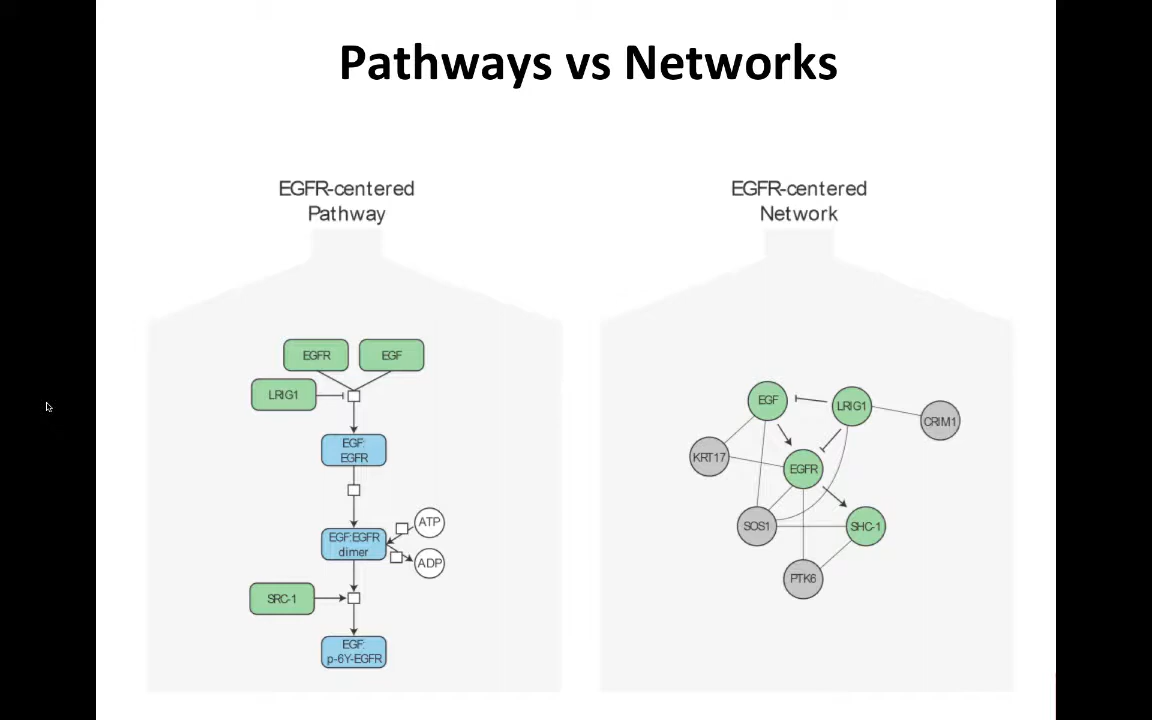 Pathways vs Networks
EGFR-centered
Pathway
EGFR
EGF
LRIG1
EGF:
EGFR
EGF:EGFR
dimer
ATP
ADP
SRC-1
EGF:
p-6Y-EGFR
EGFR-centered
Network
EGF
LRIG1
CRIM1
KRT17
EGFR
SOS1
SHC-1
PTK6